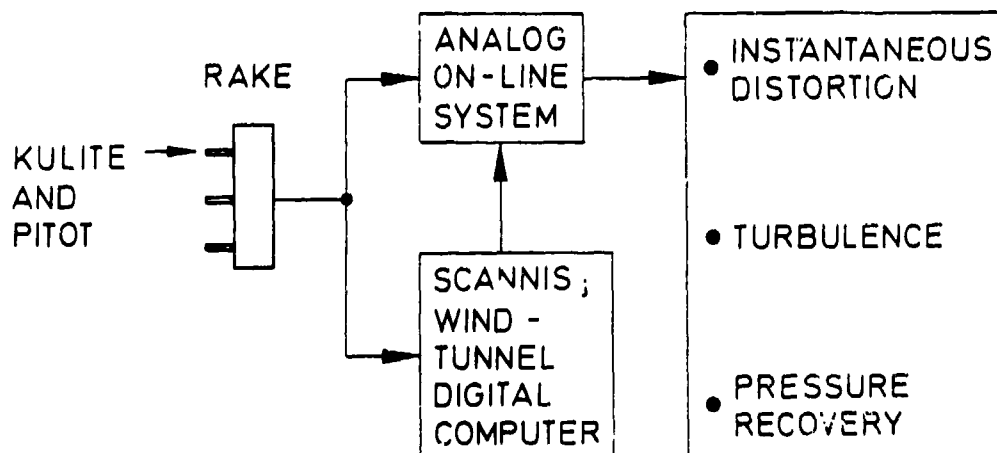 RAKE
KULITE
AND
PITOT
ANALOG
ON-LINE
SYSTEM
SCANNIS;
WIND-
TUNNEL
DIGITAL
COMPUTER
• INSTANTANEOUS
DISTORTION
• TURBULENCE
• PRESSURE
RECOVERY